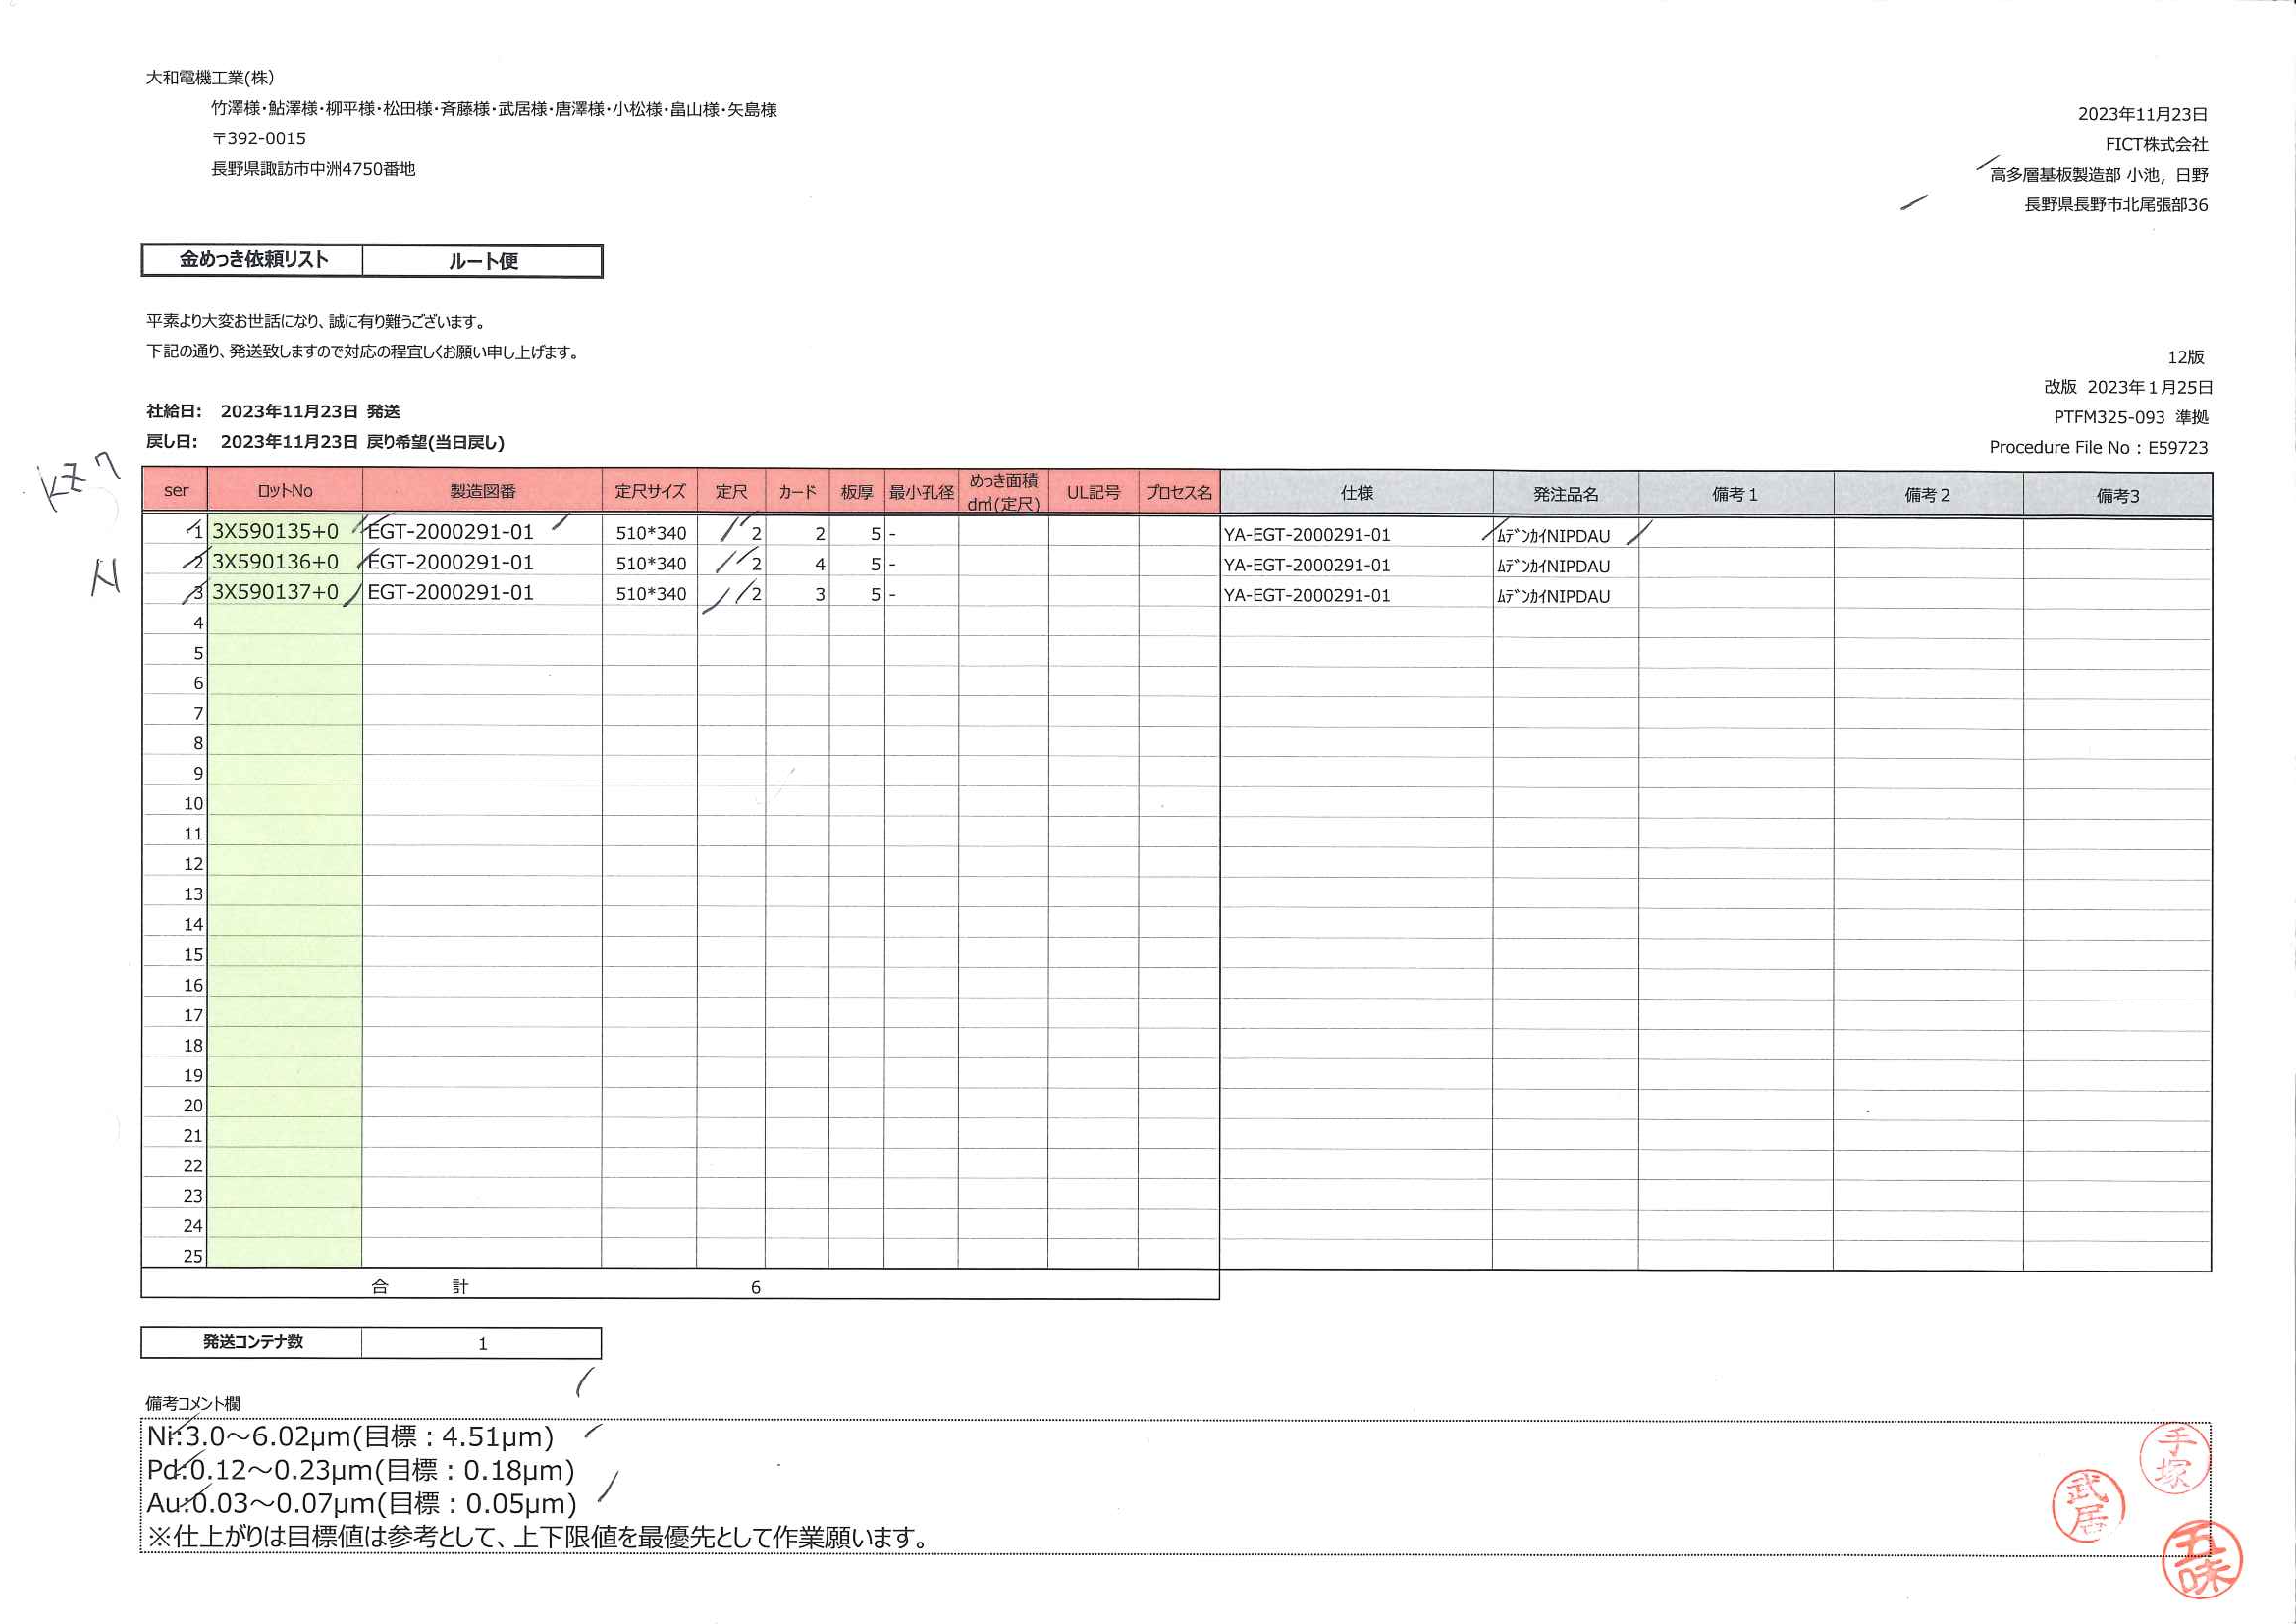 大和電機工業(株)
竹澤様・鮎澤様・柳平様・松田様・斉藤様・武居様・唐澤様・小松様・畠山様・矢島様
〒392-0015
長野県諏訪市中洲4750番地
2023年11月23日
FICT株式会社
高多層基板製造部 小池, 日野
長野県長野市北尾張部36
金めっき依頼リスト ルート便
平素より大変お世話になり、誠に有り難うございます。
下記の通り、発送致しますので対応の程宜しくお願い申し上げます。
12版
改版 2023年1月25日
PTFM325-093 準拠
Procedure File No : E59723
社給日: 2023年11月23日 発送
戻し日: 2023年11月23日 戻り希望(当日戻し)
ser ロットNo 製造図番 定尺サイズ 定尺 カード 板厚 最小孔径 めっき面積 dm²(定尺) UL記号 プロセス名 仕様 発注品名 備考1 備考2 備考3
1 3X590135+0 EGT-2000291-01 510*340 2 2 5 - YA-EGT-2000291-01 ﾑﾃﾞﾝｶｲNIPDAU
2 3X590136+0 EGT-2000291-01 510*340 2 4 5 - YA-EGT-2000291-01 ﾑﾃﾞﾝｶｲNIPDAU
3 3X590137+0 EGT-2000291-01 510*340 2 3 5 - YA-EGT-2000291-01 ﾑﾃﾞﾝｶｲNIPDAU
4
5
6
7
8
9
10
11
12
13
14
15
16
17
18
19
20
21
22
23
24
25
合 計 6
発送コンテナ数 1
備考コメント欄
Ni:3.0～6.02μm(目標：4.51μm)
Pd:0.12～0.23μm(目標：0.18μm)
Au:0.03～0.07μm(目標：0.05μm)
※仕上がりは目標値は参考として、上下限値を最優先として作業願います。
手塚
武居
五味